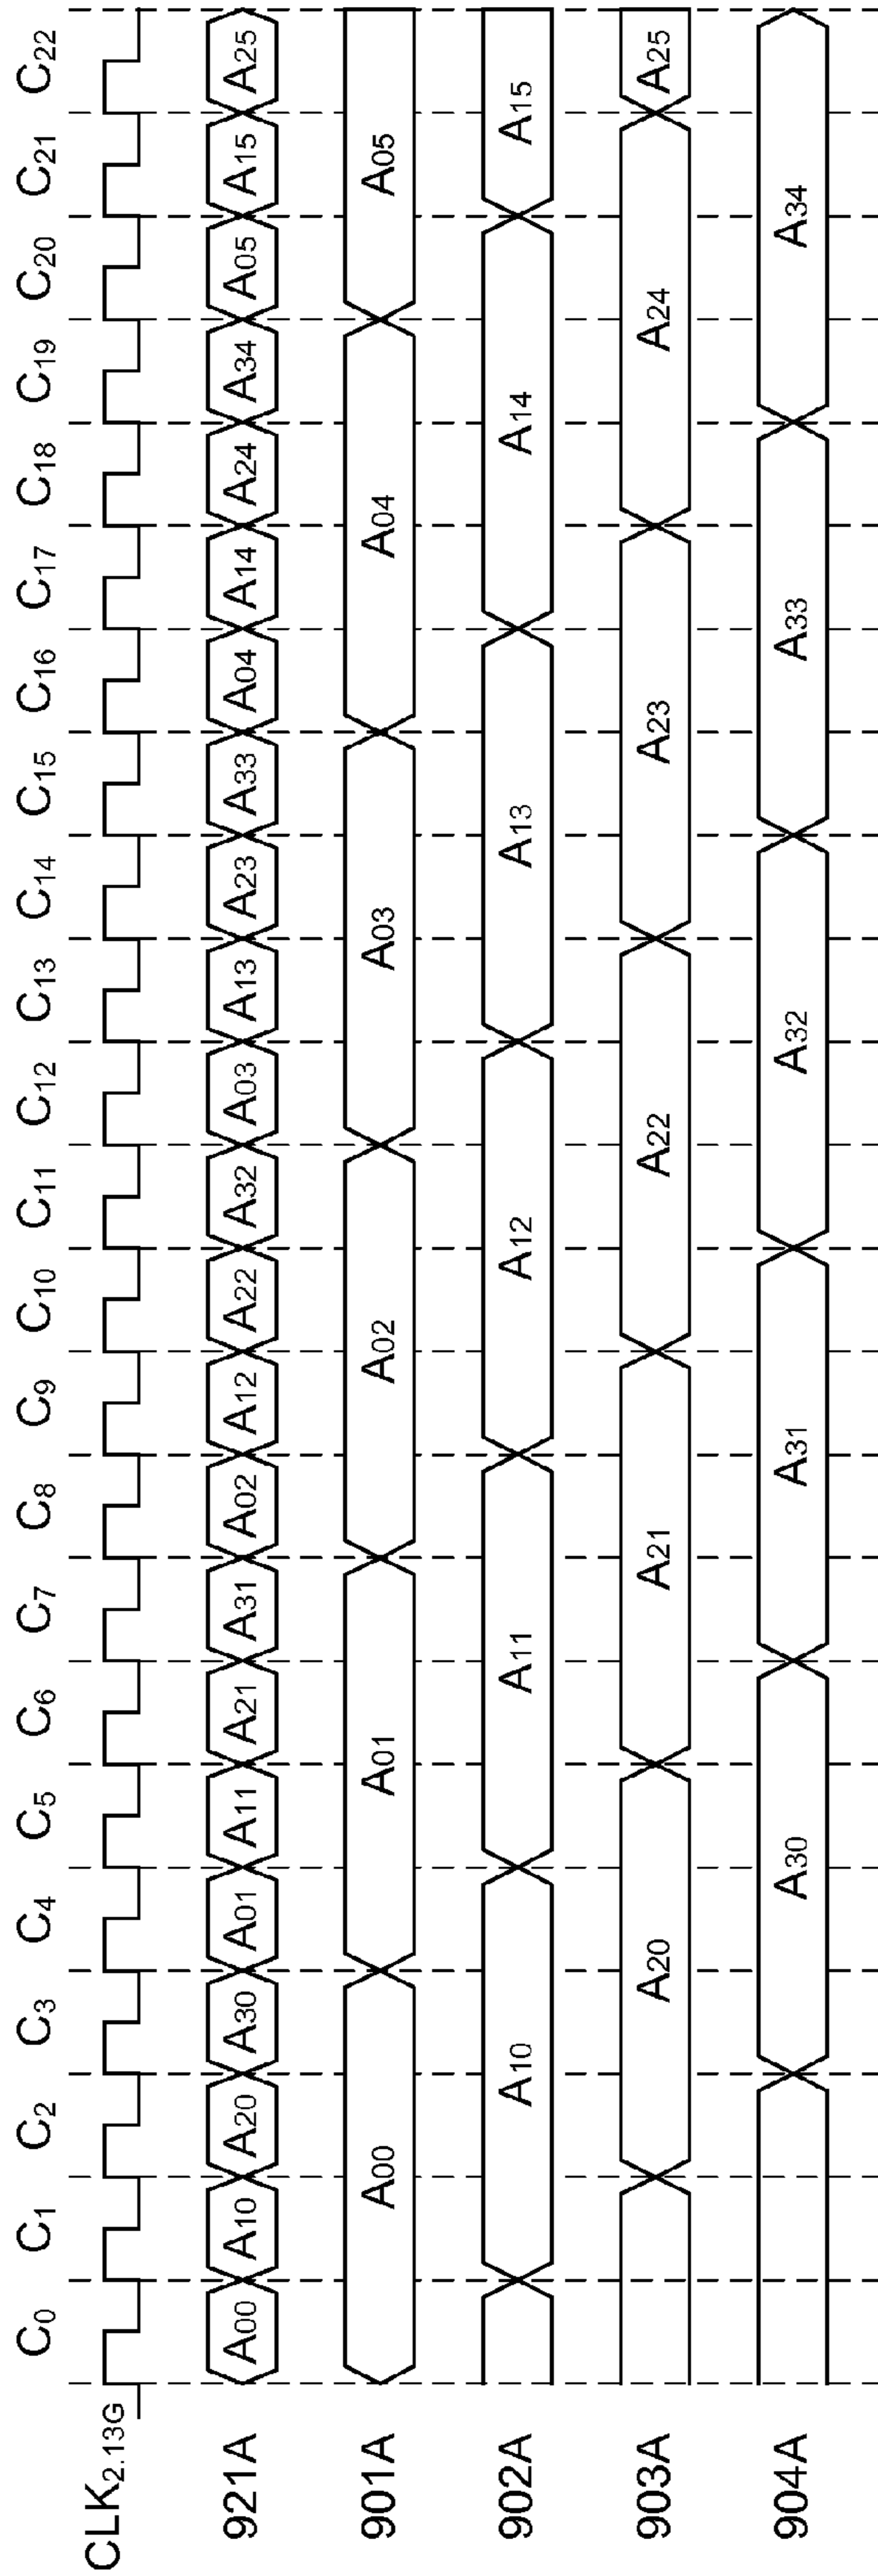 C0 C1 C2 C3 C4 C5 C6 C7 C8 C9 C10 C11 C12 C13 C14 C15 C16 C17 C18 C19 C20 C21 C22
CLK2.13G
921A A00 A10 A20 A30 A01 A11 A21 A31 A02 A12 A22 A32 A03 A13 A23 A33 A04 A14 A24 A34 A05 A15 A25
901A A00 A01 A02 A03 A04 A05
902A A10 A11 A12 A13 A14 A15
903A A20 A21 A22 A23 A24 A25
904A A30 A31 A32 A33 A34